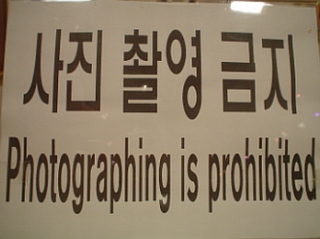 사진 촬영 금지
Photographing is prohibited